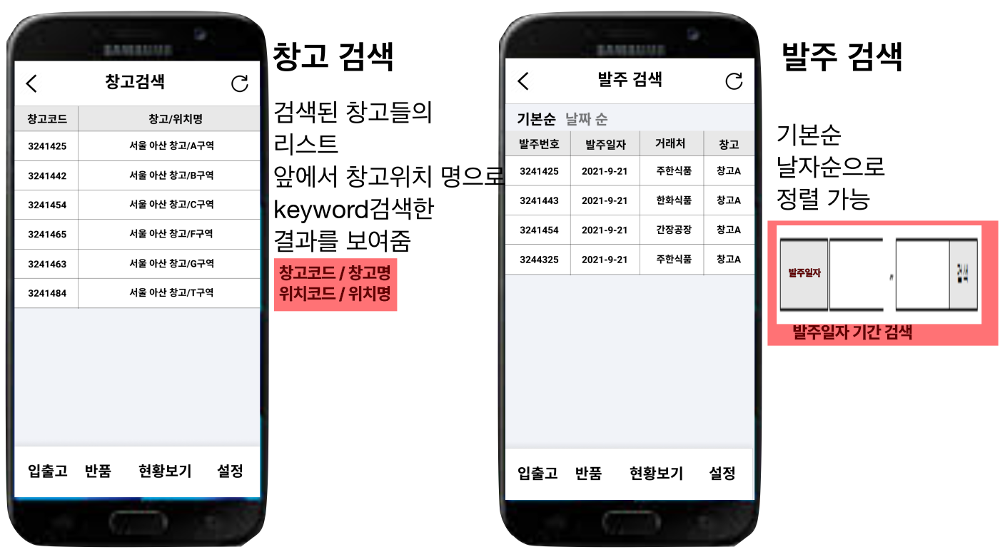 SAMSUNG
창고검색
창고코드 창고/위치명
3241425 서울 아산 창고/A구역
3241442 서울 아산 창고/B구역
3241454 서울 아산 창고/C구역
3241465 서울 아산 창고/F구역
3241463 서울 아산 창고/G구역
3241484 서울 아산 창고/T구역
입출고 반품 현황보기 설정
창고 검색
검색된 창고들의
리스트
앞에서 창고위치 명으로
keyword검색한
결과를 보여줌
창고코드 / 창고명
위치코드 / 위치명
SAMSUNG
발주 검색
기본순 날짜 순
발주번호 발주일자 거래처 창고
3241425 2021-9-21 주한식품 창고A
3241443 2021-9-21 한화식품 창고A
3241454 2021-9-21 간장공장 창고A
3244325 2021-9-21 주한식품 창고A
입출고 반품 현황보기 설정
발주 검색
기본순
날자순으로
정렬 가능
발주일자 〃 검색
발주일자 기간 검색